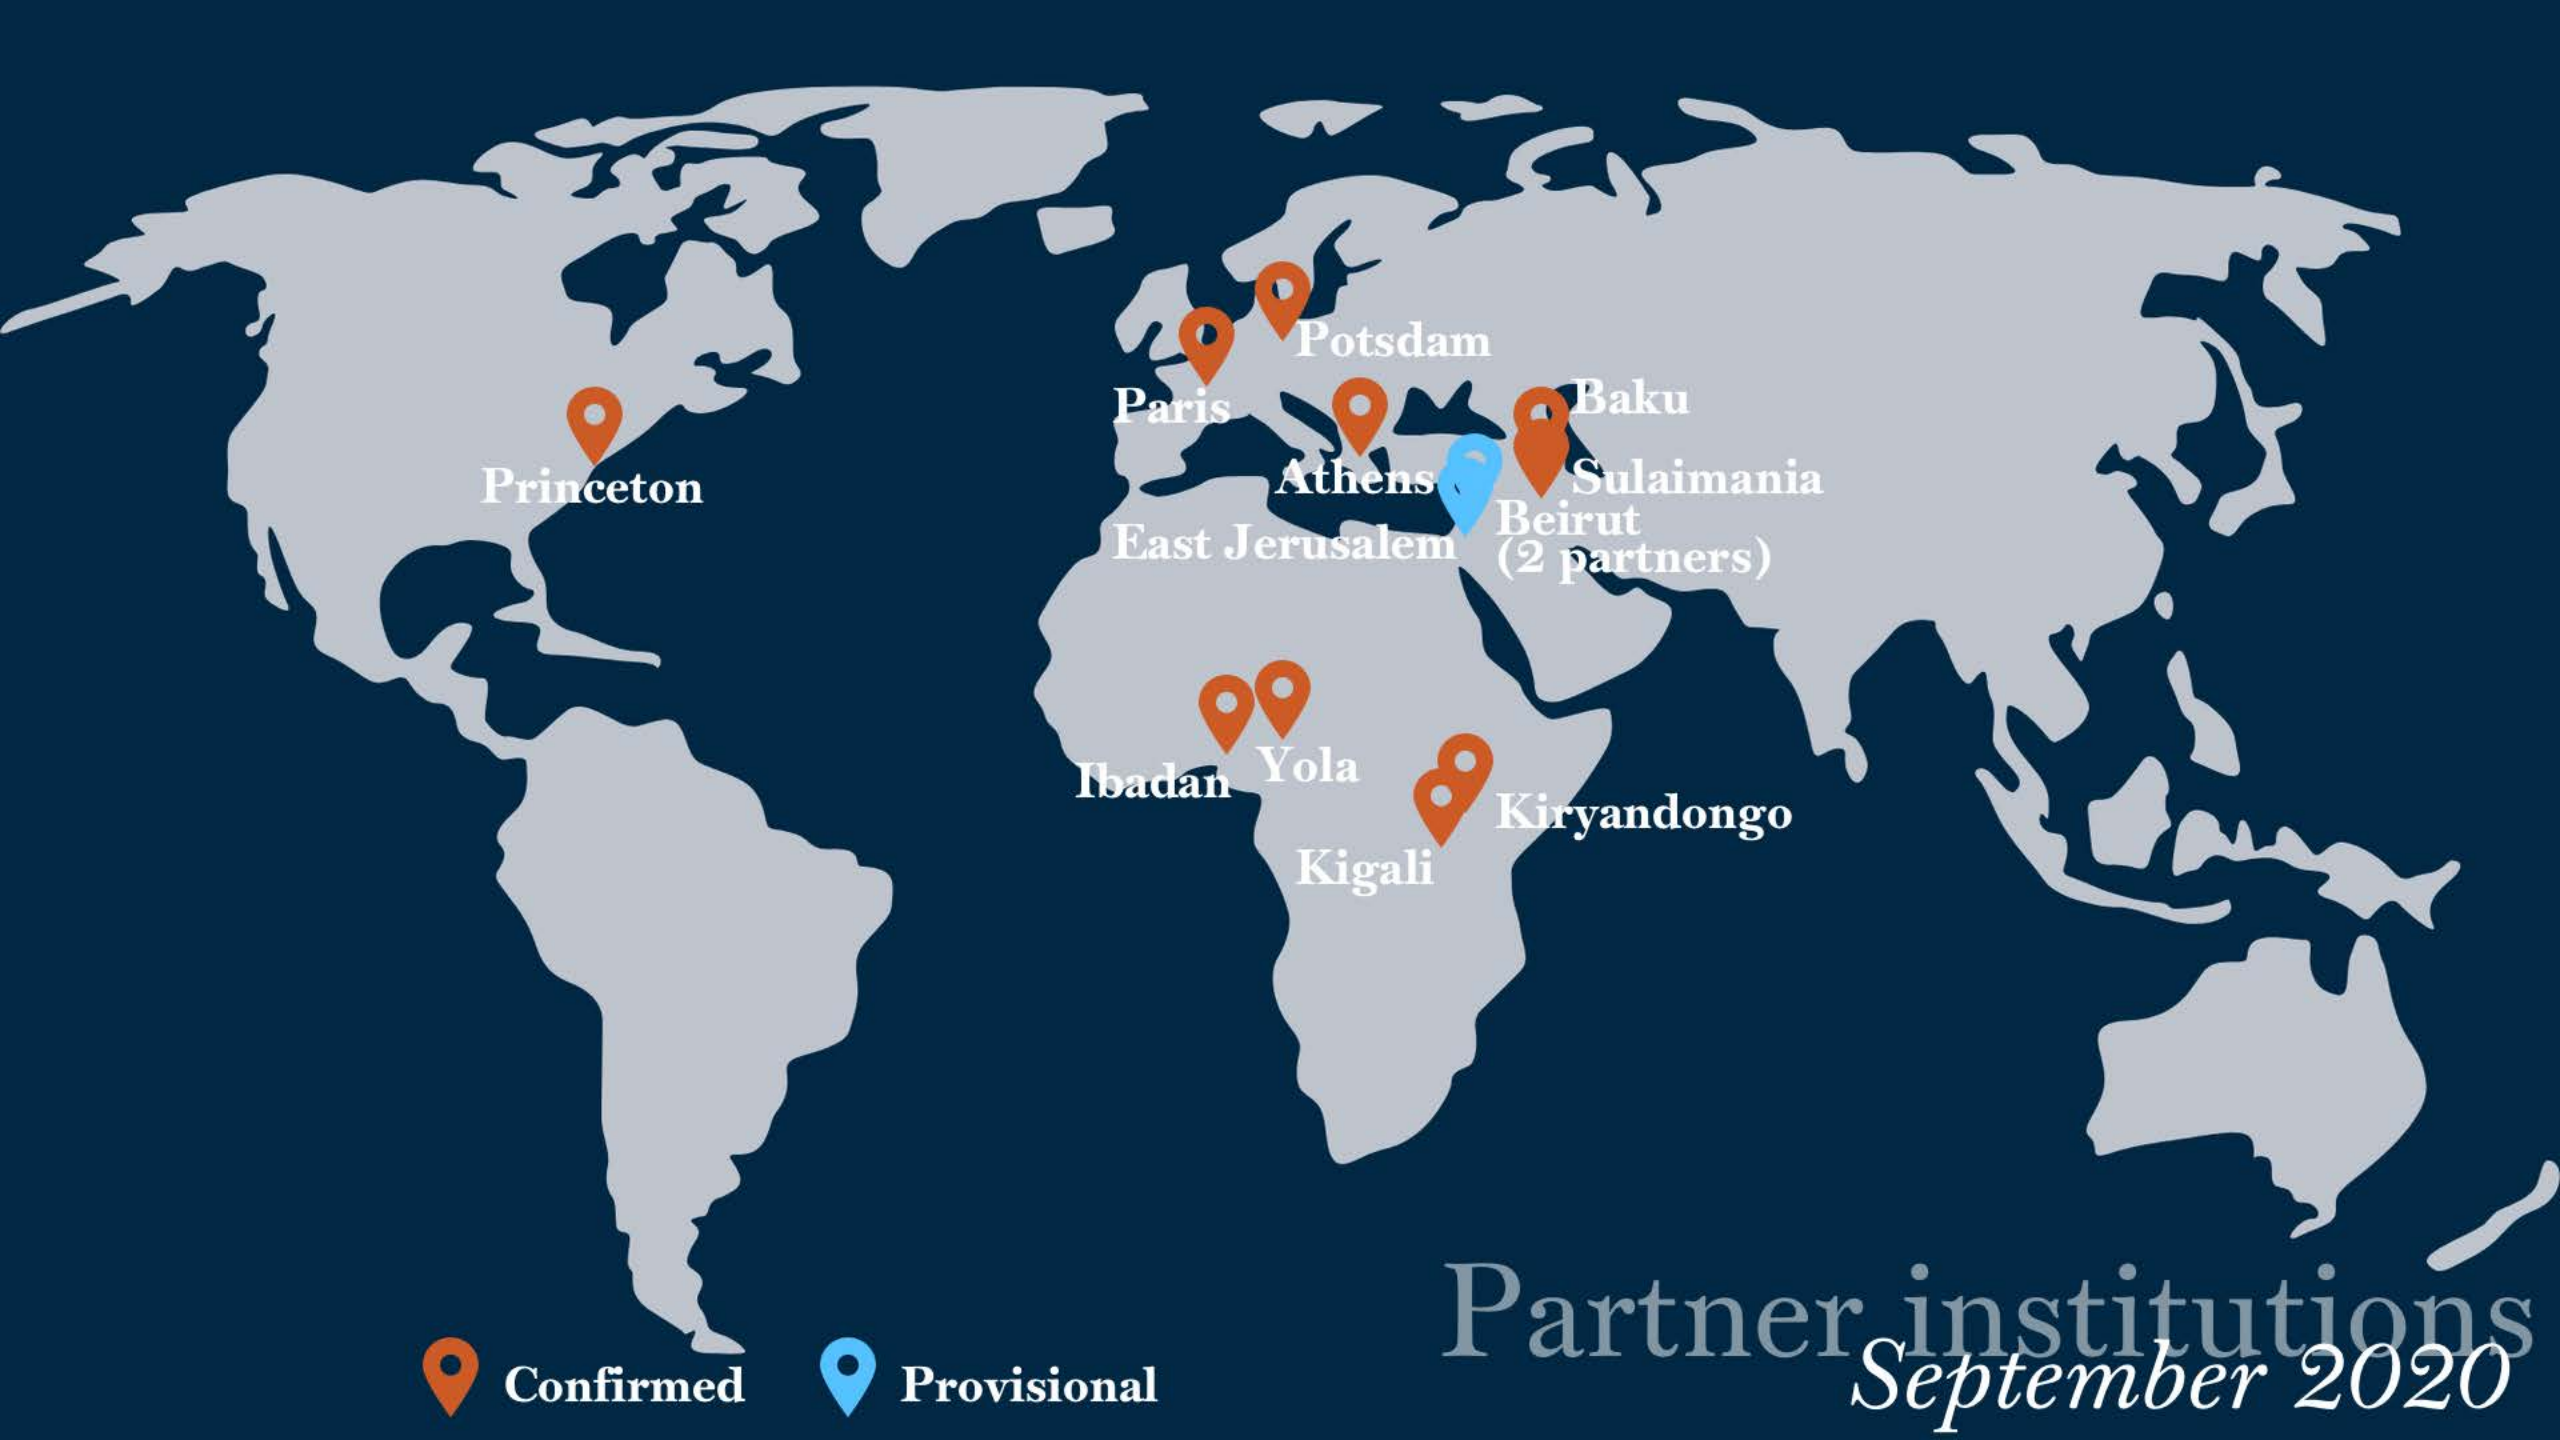 Potsdam
Paris
Baku
Princeton
Athens
Sulaimania
East Jerusalem
Beirut
(2 partners)
Ibadan
Yola
Kiryandongo
Kigali
Partner institutions
September 2020
Confirmed
Provisional